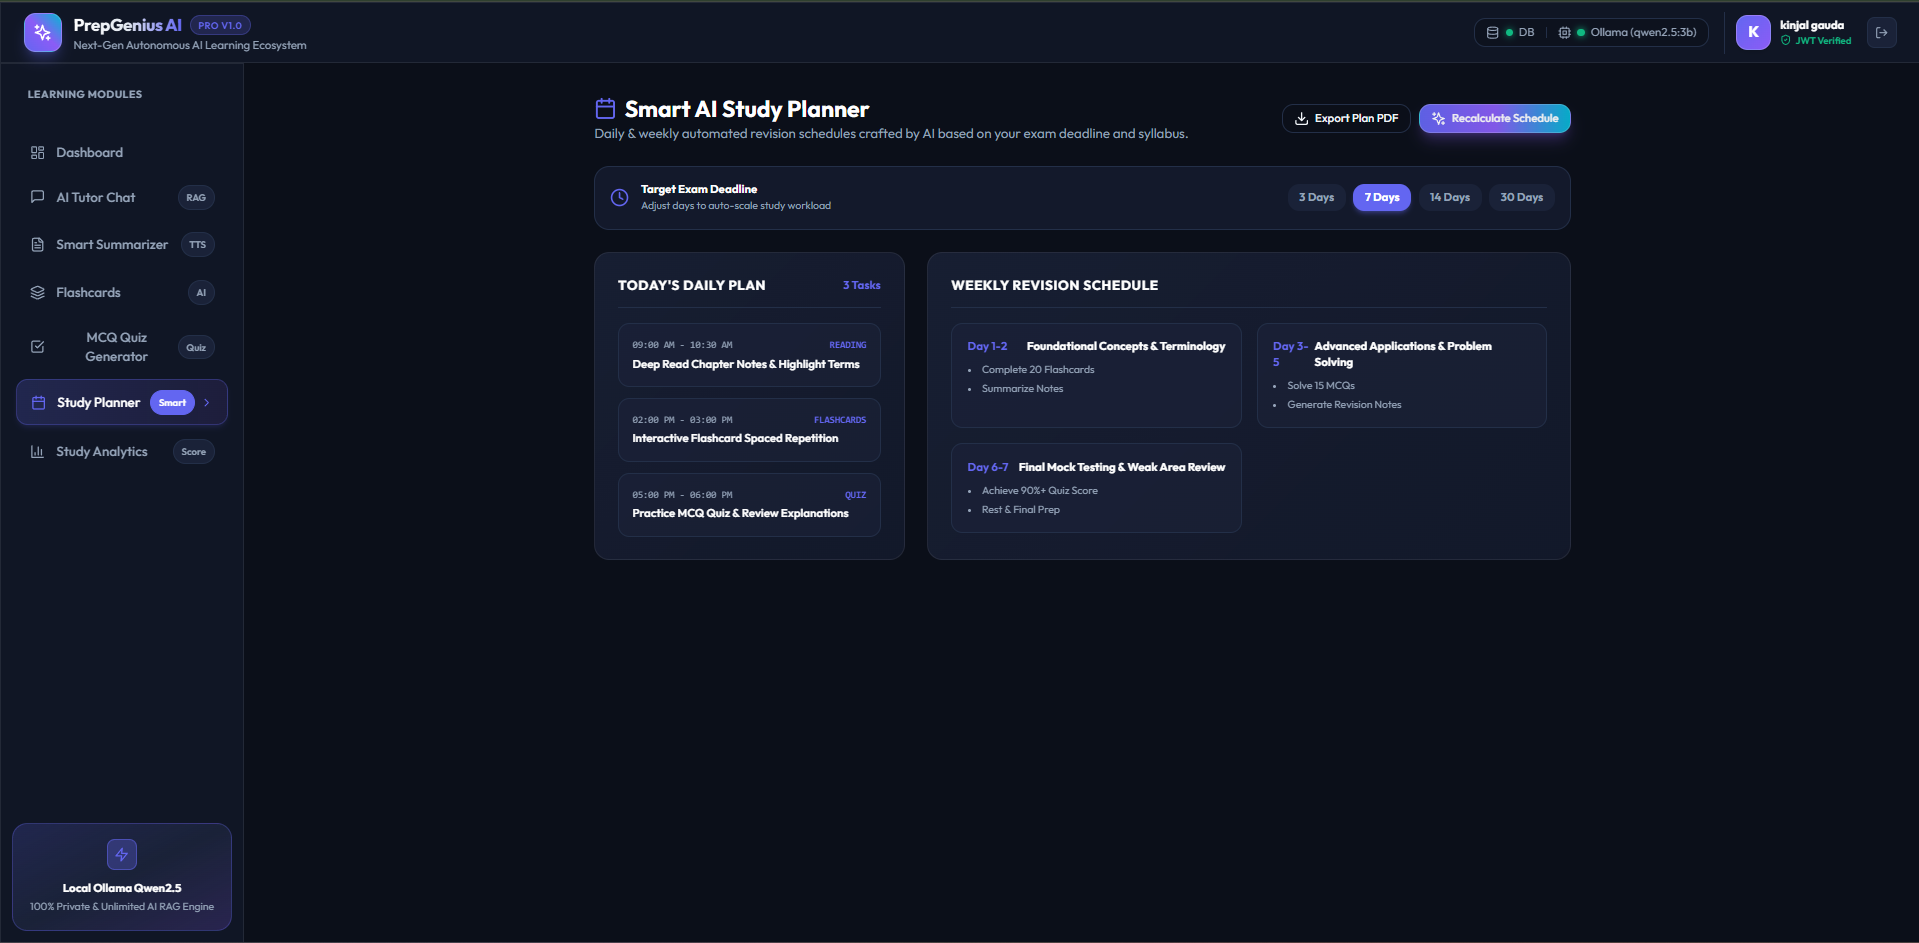 PrepGenius AI PRO V1.0
Next-Gen Autonomous AI Learning Ecosystem
DB Ollama (qwen2.5:3b)
K
kinjal gauda
JWT Verified
LEARNING MODULES
Dashboard
AI Tutor Chat RAG
Smart Summarizer TTS
Flashcards AI
MCQ Quiz
Generator
Quiz
Study Planner Smart
Study Analytics Score
Local Ollama Qwen2.5
100% Private & Unlimited AI RAG Engine
Smart AI Study Planner
Daily & weekly automated revision schedules crafted by AI based on your exam deadline and syllabus.
Export Plan PDF
Recalculate Schedule
Target Exam Deadline
Adjust days to auto-scale study workload
3 Days 7 Days 14 Days 30 Days
TODAY'S DAILY PLAN 3 Tasks
09:00 AM - 10:30 AM READING
Deep Read Chapter Notes & Highlight Terms
02:00 PM - 03:00 PM FLASHCARDS
Interactive Flashcard Spaced Repetition
05:00 PM - 06:00 PM QUIZ
Practice MCQ Quiz & Review Explanations
WEEKLY REVISION SCHEDULE
Day 1-2 Foundational Concepts & Terminology
• Complete 20 Flashcards
• Summarize Notes
Day 3- Advanced Applications & Problem
5 Solving
• Solve 15 MCQs
• Generate Revision Notes
Day 6-7 Final Mock Testing & Weak Area Review
• Achieve 90%+ Quiz Score
• Rest & Final Prep